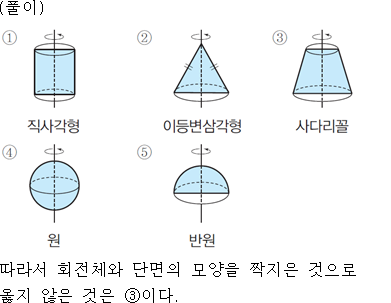 (풀이)
① ② ③
직사각형 이등변삼각형 사다리꼴
④ ⑤
원 반원
따라서 회전체와 단면의 모양을 짝지은 것으로
옳지 않은 것은 ③이다.